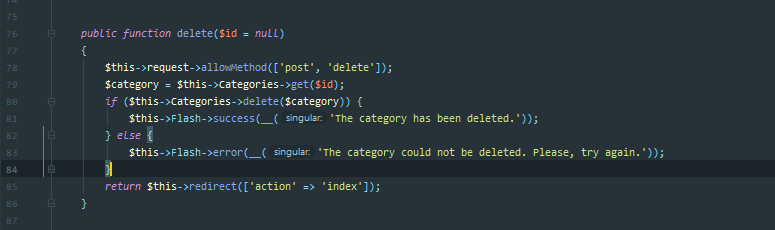 75
76 public function delete($id = null)
77 {
78 $this->request->allowMethod(['post', 'delete']);
79 $category = $this->Categories->get($id);
80 if ($this->Categories->delete($category)) {
81 $this->Flash->success(__( singular: 'The category has been deleted.'));
82 } else {
83 $this->Flash->error(__( singular: 'The category could not be deleted. Please, try again.'));
84 }
85 return $this->redirect(['action' => 'index']);
86 }
87